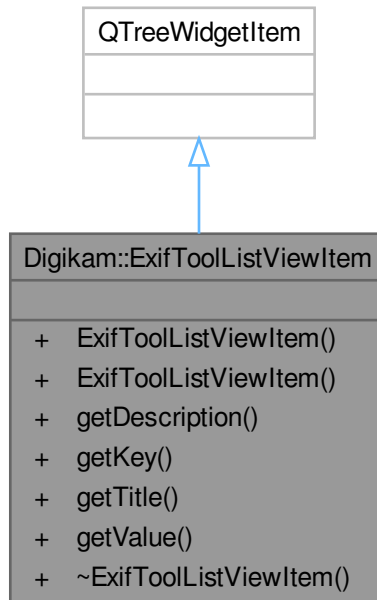 QTreeWidgetItem
Digikam::ExifToolListViewItem
+ ExifToolListViewItem()
+ ExifToolListViewItem()
+ getDescription()
+ getKey()
+ getTitle()
+ getValue()
+ ~ExifToolListViewItem()